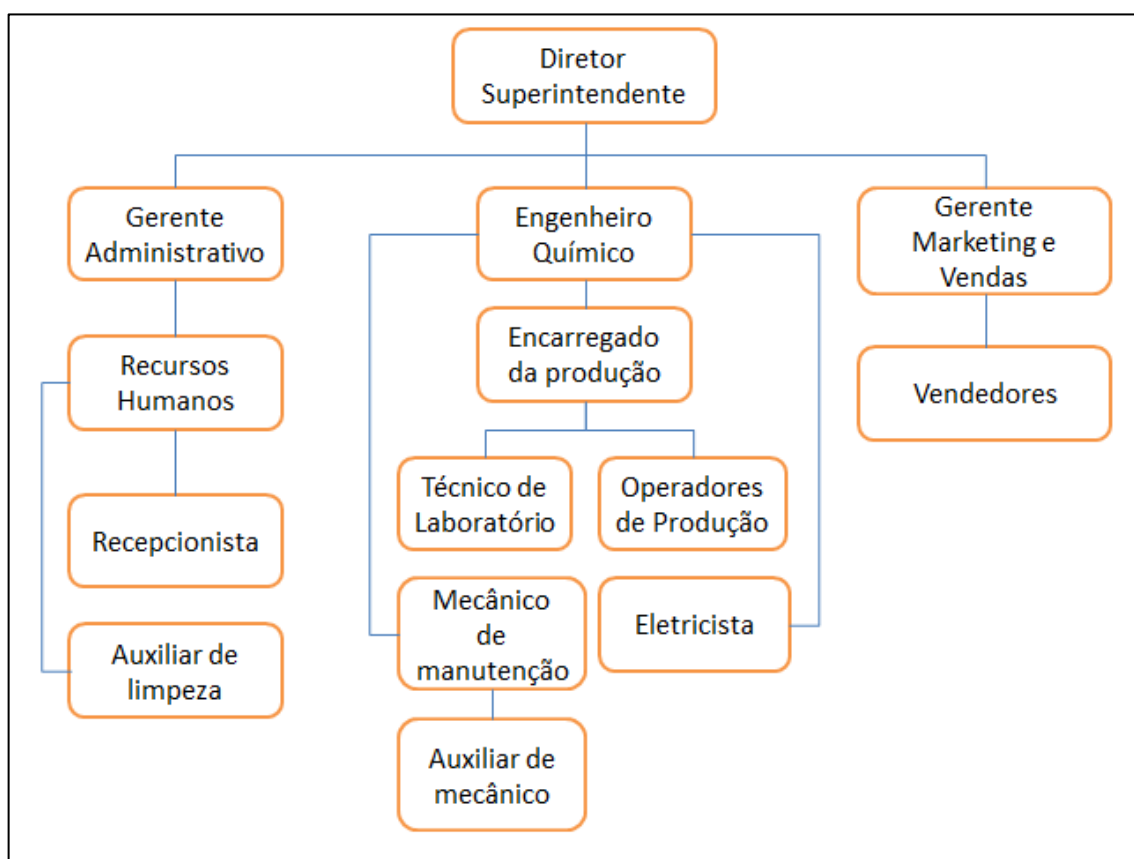 Diretor
Superintendente
Gerente
Administrativo
Engenheiro
Químico
Gerente
Marketing e
Vendas
Recursos
Humanos
Encarregado
da produção
Vendedores
Recepcionista
Técnico de
Laboratório
Operadores
de Produção
Auxiliar de
limpeza
Mecânico
de
manutenção
Eletricista
Auxiliar de
mecânico